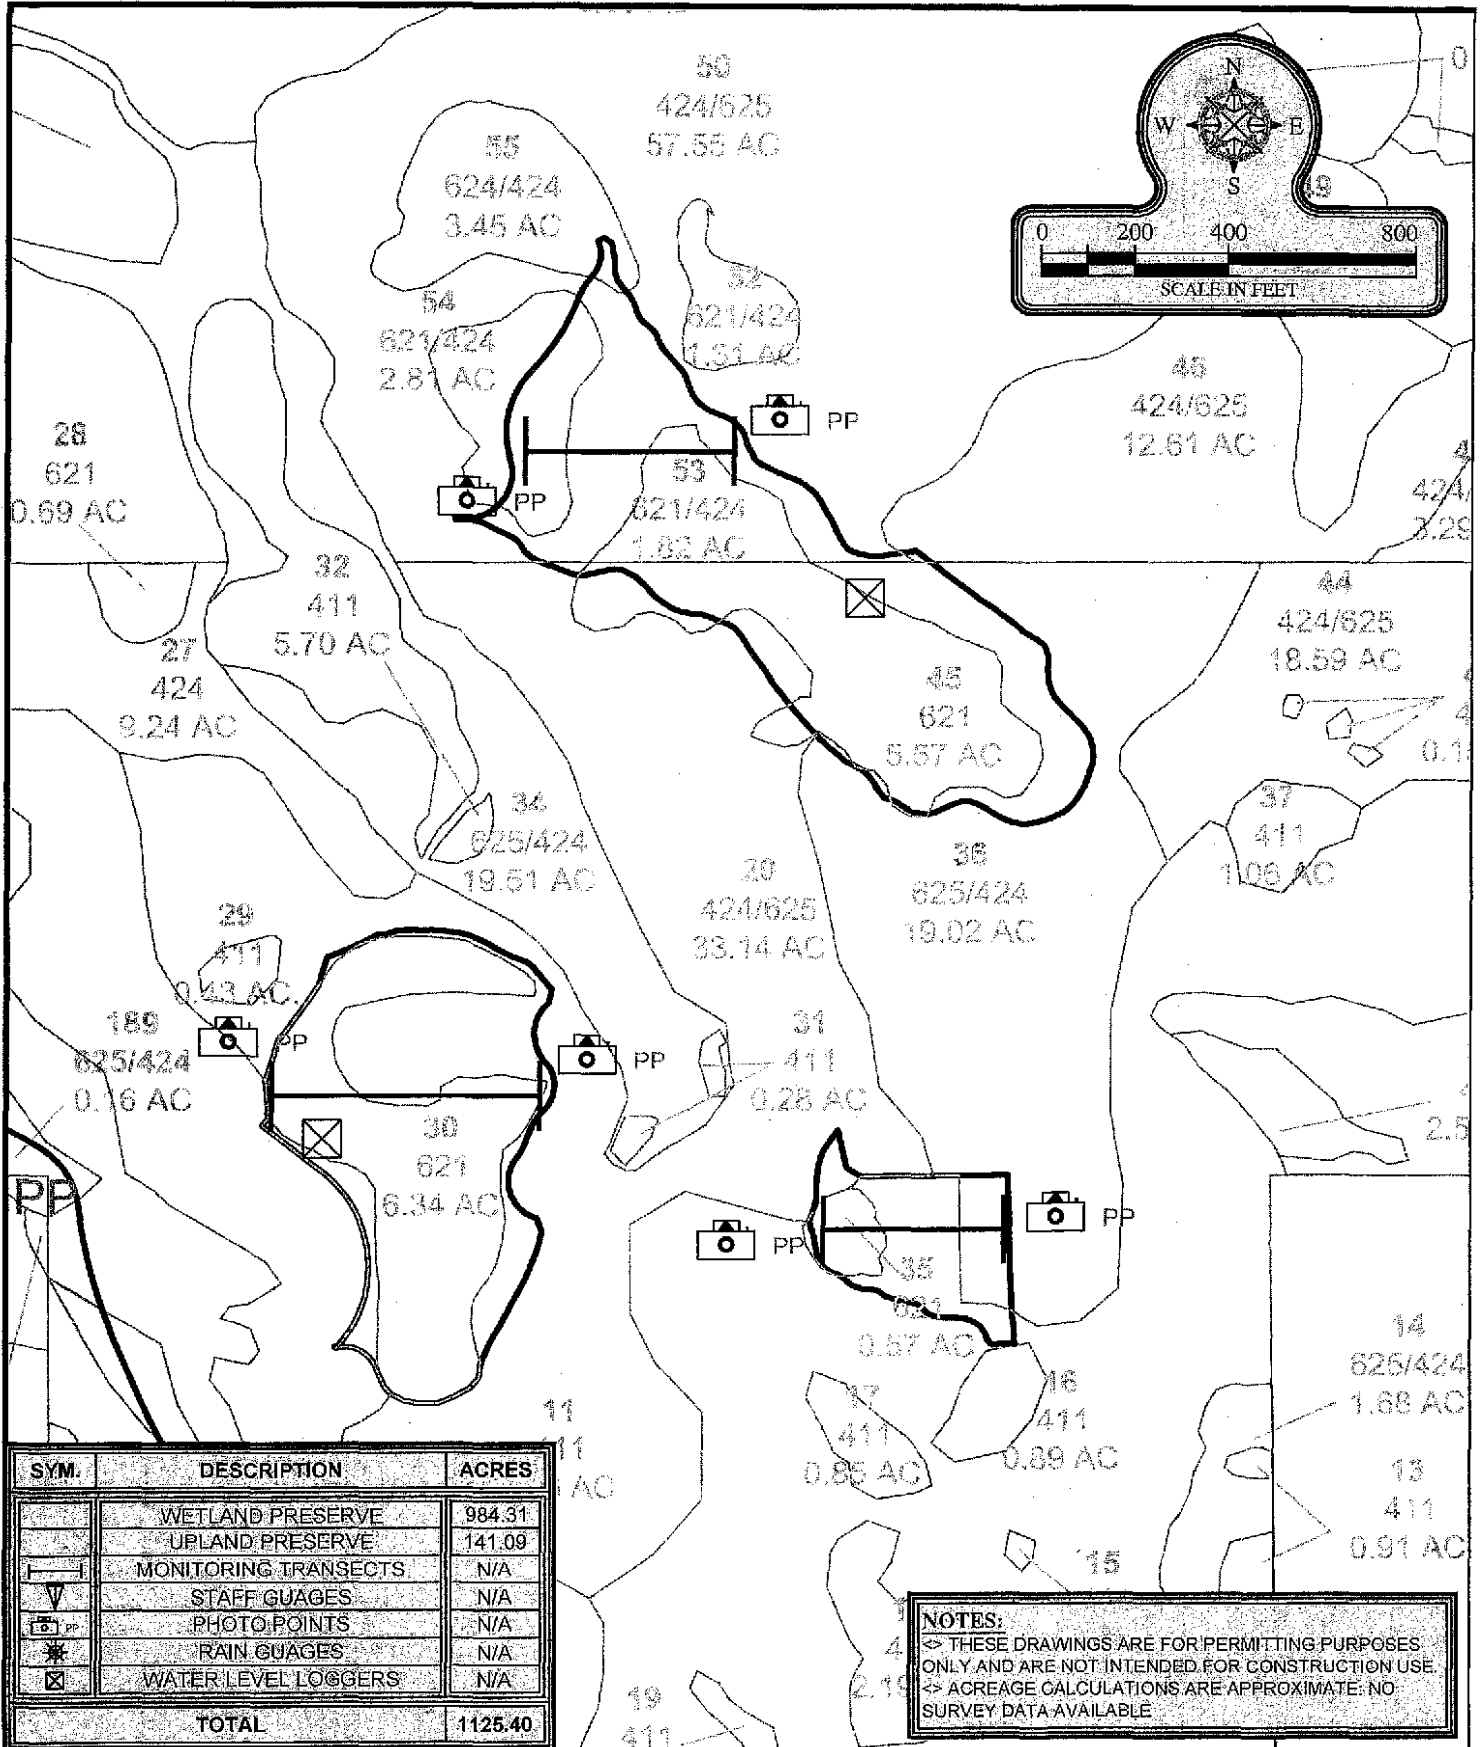 50
424/625
57.55 AC
N
W
E
S
0
200
400
800
SCALE IN FEET
55
624/424
3.45 AC
52
621/424
1.31 AC
54
621/424
2.81 AC
46
424/625
12.61 AC
PP
28
621
0.69 AC
PP
53
621/424
1.82 AC
32
411
5.70 AC
44
424/625
18.59 AC
27
424
9.24 AC
45
621
5.57 AC
34
625/424
19.51 AC
37
411
1.06 AC
20
424/625
33.14 AC
36
625/424
19.02 AC
29
411
0.43 AC
189
625/424
0.16 AC
PP
PP
31
411
0.28 AC
30
621
6.34 AC
PP
PP
PP
35
621
0.57 AC
14
625/424
1.68 AC
17
411
0.85 AC
16
411
0.89 AC
11
AC
13
411
0.91 AC
15
19
411
SYM. DESCRIPTION ACRES
WETLAND PRESERVE 984.31
UPLAND PRESERVE 141.09
MONITORING TRANSECTS N/A
STAFF GUAGES N/A
PP PHOTO POINTS N/A
RAIN GUAGES N/A
WATER LEVEL LOGGERS N/A
TOTAL 1125.40
NOTES:
<> THESE DRAWINGS ARE FOR PERMITTING PURPOSES
ONLY AND ARE NOT INTENDED FOR CONSTRUCTION USE.
<> ACREAGE CALCULATIONS ARE APPROXIMATE: NO
SURVEY DATA AVAILABLE